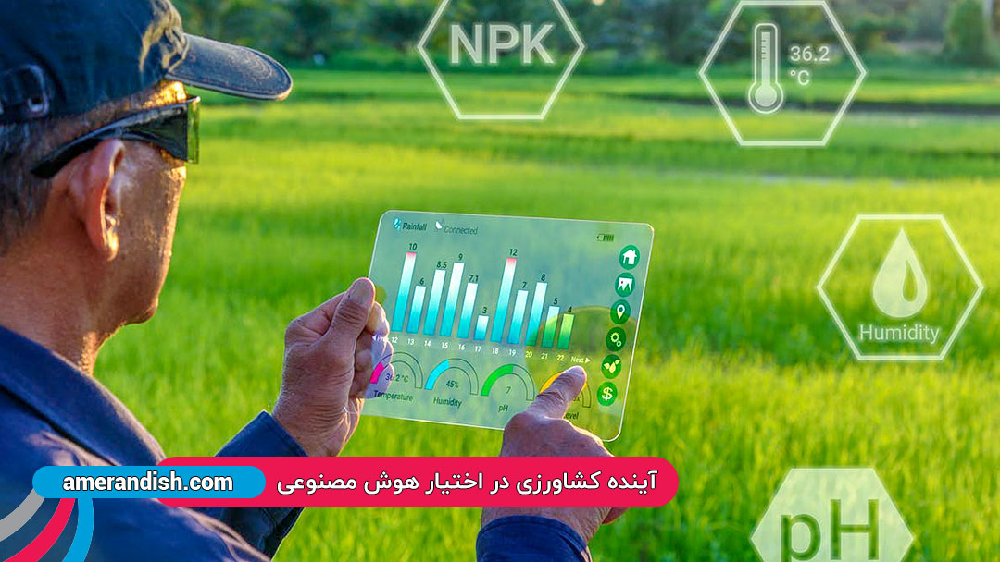 NPK
36.2
°C
Rainfall
Connected
10
6
8.5
9
7.1
3
12
7
8
5
4
12 13 14 15 16 17 18 19 20 21 22 Next
36.2°C
45%
7
Temperature
Humidity
pH
Humidity
آینده کشاورزی در اختیار هوش مصنوعی
amerandish.com
pH